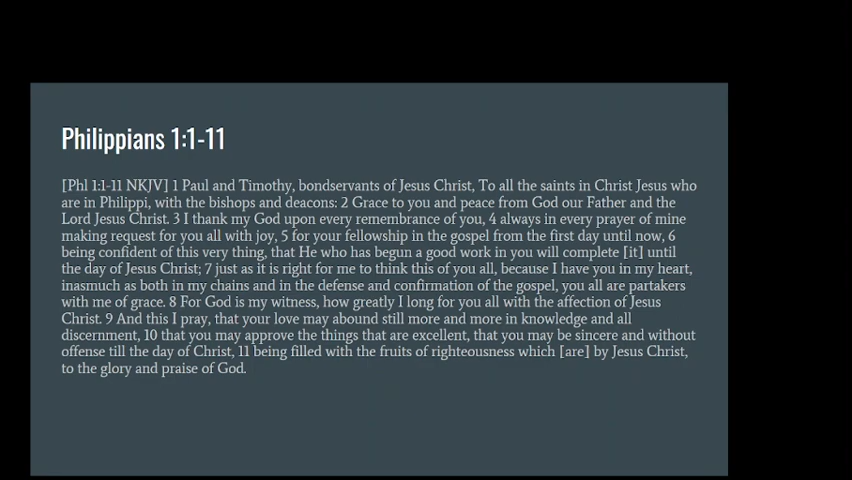 Philippians 1:1-11
[Phl 1:1-11 NKJV] 1 Paul and Timothy, bondservants of Jesus Christ, To all the saints in Christ Jesus who
are in Philippi, with the bishops and deacons: 2 Grace to you and peace from God our Father and the
Lord Jesus Christ. 3 I thank my God upon every remembrance of you, 4 always in every prayer of mine
making request for you all with joy, 5 for your fellowship in the gospel from the first day until now, 6
being confident of this very thing, that He who has begun a good work in you will complete [it] until
the day of Jesus Christ; 7 just as it is right for me to think this of you all, because I have you in my heart,
inasmuch as both in my chains and in the defense and confirmation of the gospel, you all are partakers
with me of grace. 8 For God is my witness, how greatly I long for you all with the affection of Jesus
Christ. 9 And this I pray, that your love may abound still more and more in knowledge and all
discernment, 10 that you may approve the things that are excellent, that you may be sincere and without
offense till the day of Christ, 11 being filled with the fruits of righteousness which [are] by Jesus Christ,
to the glory and praise of God.